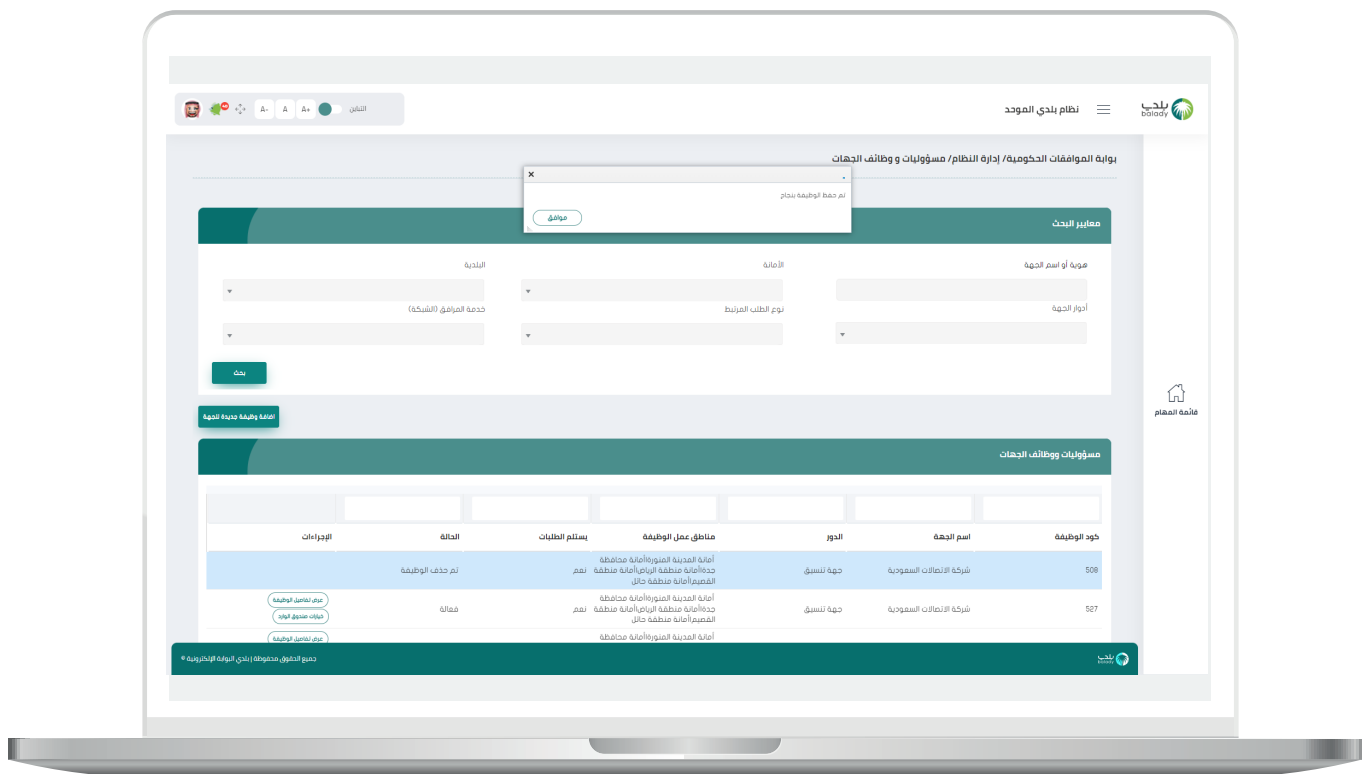 بلدي
balady
نظام بلدي الموحد
التباين
A+
A
A-
بوابة الموافقات الحكومية/ إدارة النظام/ مسؤوليات و وظائف الجهات
تم حفظ الوظيفة بنجاح
موافق
معايير البحث
هوية أو اسم الجهة
الأمانة
البلدية
أدوار الجهة
نوع الطلب المرتبط
خدمة المرافق (الشبكة)
بحث
قائمة المهام
اضافة وظيفة جديدة للجهة
مسؤوليات ووظائف الجهات
كود الوظيفة اسم الجهة الدور مناطق عمل الوظيفة يستلم الطلبات الحالة الإجراءات
أمانة المدينة المنورة|أمانة محافظة
508 شركة الاتصالات السعودية جهة تنسيق جدة|أمانة منطقة الرياض|أمانة منطقة نعم تم حذف الوظيفة
القصيم|أمانة منطقة حائل
أمانة المدينة المنورة|أمانة محافظة عرض تفاصيل الوظيفة
527 شركة الاتصالات السعودية جهة تنسيق جدة|أمانة منطقة الرياض|أمانة منطقة نعم فعالة
القصيم|أمانة منطقة حائل خيارات صندوق الوارد
أمانة المدينة المنورة|أمانة محافظة عرض تفاصيل الوظيفة
بلدي
balady
جميع الحقوق محفوظة | بلدي البوابة الإلكترونية ©